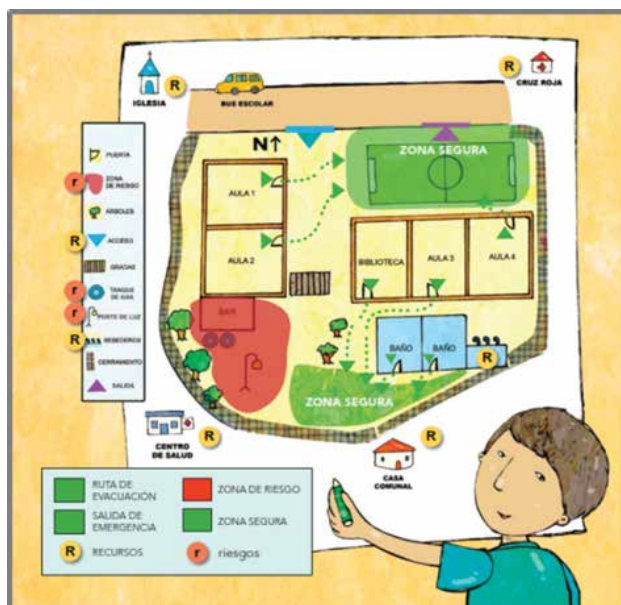 IGLESIA
R
BUS ESCOLAR
R
CRUZ ROJA
N↑
ZONA SEGURA
PUERTA
r
ZONA
DE RIESGO
ÁRBOLES
R
ACCESO
GRADAS
r
TANQUE
DE GAS
r
POSTE DE LUZ
R
BEBEDEROS
CERRAMIENTO
SALIDA
AULA 1
AULA 2
BIBLIOTECA
AULA 3
AULA 4
BAR
BAÑO
BAÑO
R
ZONA SEGURA
CENTRO
DE SALUD
R
CASA
COMUNAL
R
RUTA DE
EVACUACIÓN
ZONA DE RIESGO
SALIDA DE
EMERGENCIA
ZONA SEGURA
R
RECURSOS
r
riesgos